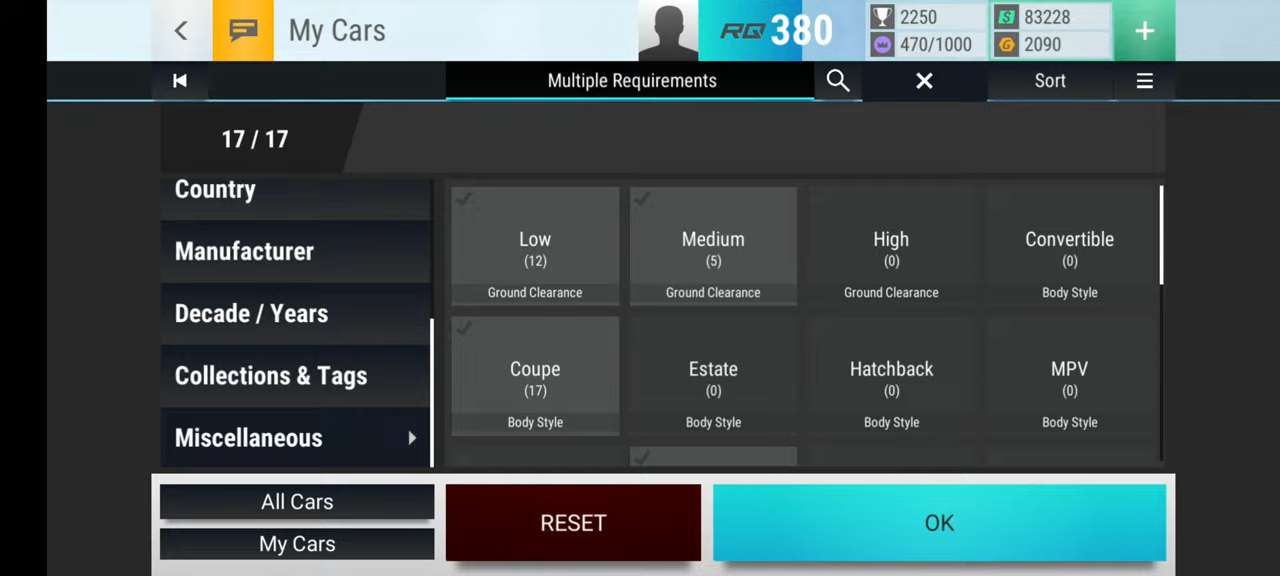 My Cars
RQ 380
2250
470/1000
83228
2090
+
Multiple Requirements
Sort
17 / 17
Country
Manufacturer
Decade / Years
Collections & Tags
Miscellaneous
Low
(12)
Ground Clearance
Medium
(5)
Ground Clearance
High
(0)
Ground Clearance
Convertible
(0)
Body Style
Coupe
(17)
Body Style
Estate
(0)
Body Style
Hatchback
(0)
Body Style
MPV
(0)
Body Style
All Cars
My Cars
RESET
OK